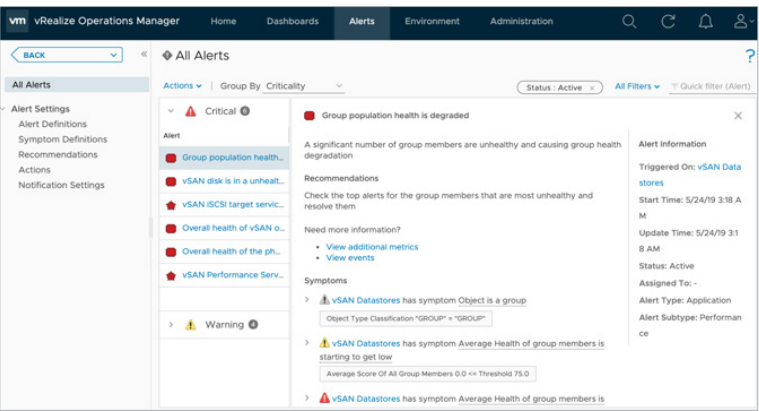 vm vRealize Operations Manager Home Dashboards Alerts Environment Administration
BACK
All Alerts
Alert Settings
Alert Definitions
Symptom Definitions
Recommendations
Actions
Notification Settings
All Alerts
?
Actions | Group By Criticality
Status : Active ×
All Filters
Quick filter (Alert)
Critical 6
Alert
Group population health...
vSAN disk is in a unhealt...
vSAN iSCSI target servic...
Overall health of vSAN o...
Overall health of the ph...
vSAN Performance Serv...
Warning 4
Group population health is degraded
A significant number of group members are unhealthy and causing group health
degradation
Recommendations
Check the top alerts for the group members that are most unhealthy and
resolve them
Need more information?
• View additional metrics
• View events
Symptoms
vSAN Datastores has symptom Object is a group
Object Type Classification "GROUP" = "GROUP"
vSAN Datastores has symptom Average Health of group members is
starting to get low
Average Score Of All Group Members 0.0 <= Threshold 75.0
vSAN Datastores has symptom Average Health of group members is
Alert Information
Triggered On: vSAN Data
stores
Start Time: 5/24/19 3:18 A
M
Update Time: 5/24/19 3:1
8 AM
Status: Active
Assigned To: -
Alert Type: Application
Alert Subtype: Performan
ce